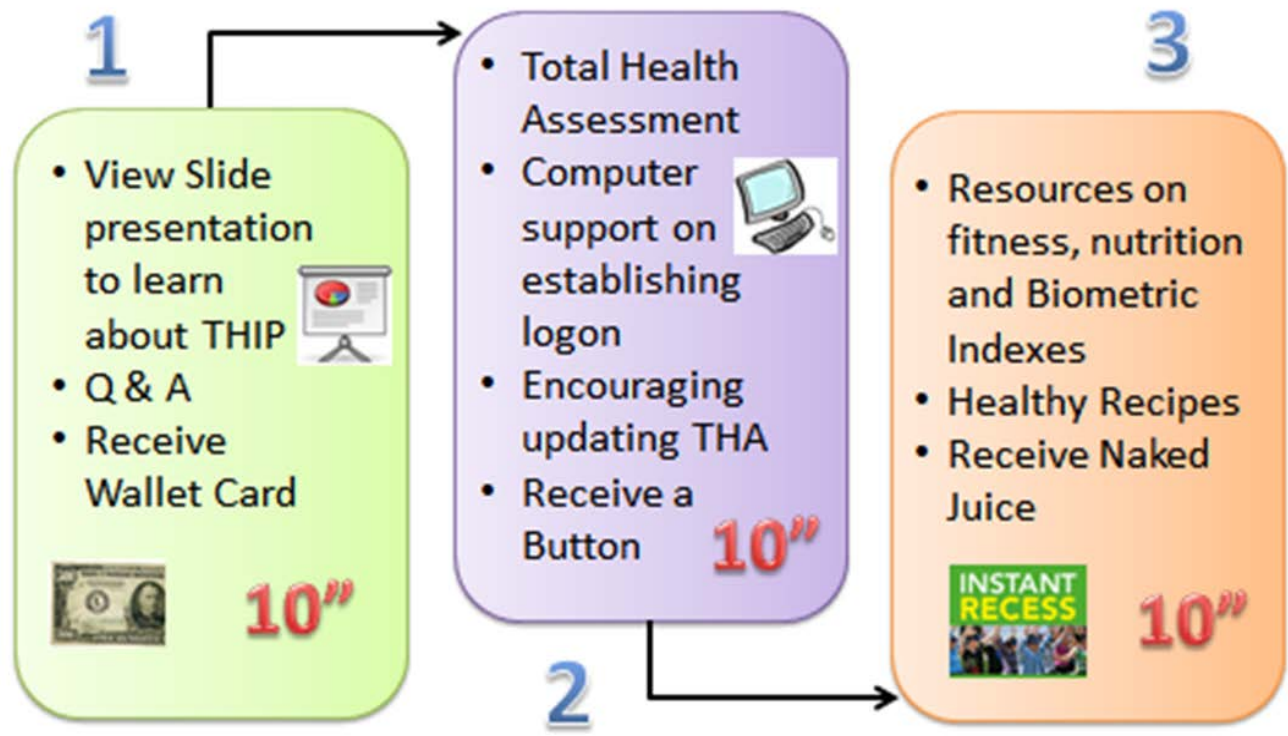 1
• View Slide
presentation
to learn
about THIP
• Q & A
• Receive
Wallet Card
10”
• Total Health
Assessment
• Computer
support on
establishing
logon
• Encouraging
updating THA
• Receive a
Button
10”
2
3
• Resources on
fitness, nutrition
and Biometric
Indexes
• Healthy Recipes
• Receive Naked
Juice
INSTANT
RECESS
10”